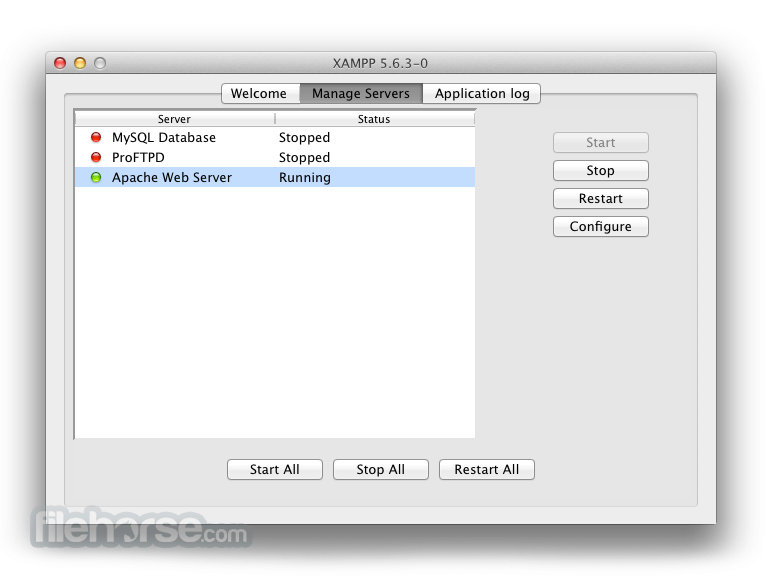 XAMPP 5.6.3-0
Welcome Manage Servers Application log
Server Status
MySQL Database Stopped
ProFTPD Stopped
Apache Web Server Running
Start
Stop
Restart
Configure
Start All Stop All Restart All
filehorse.com